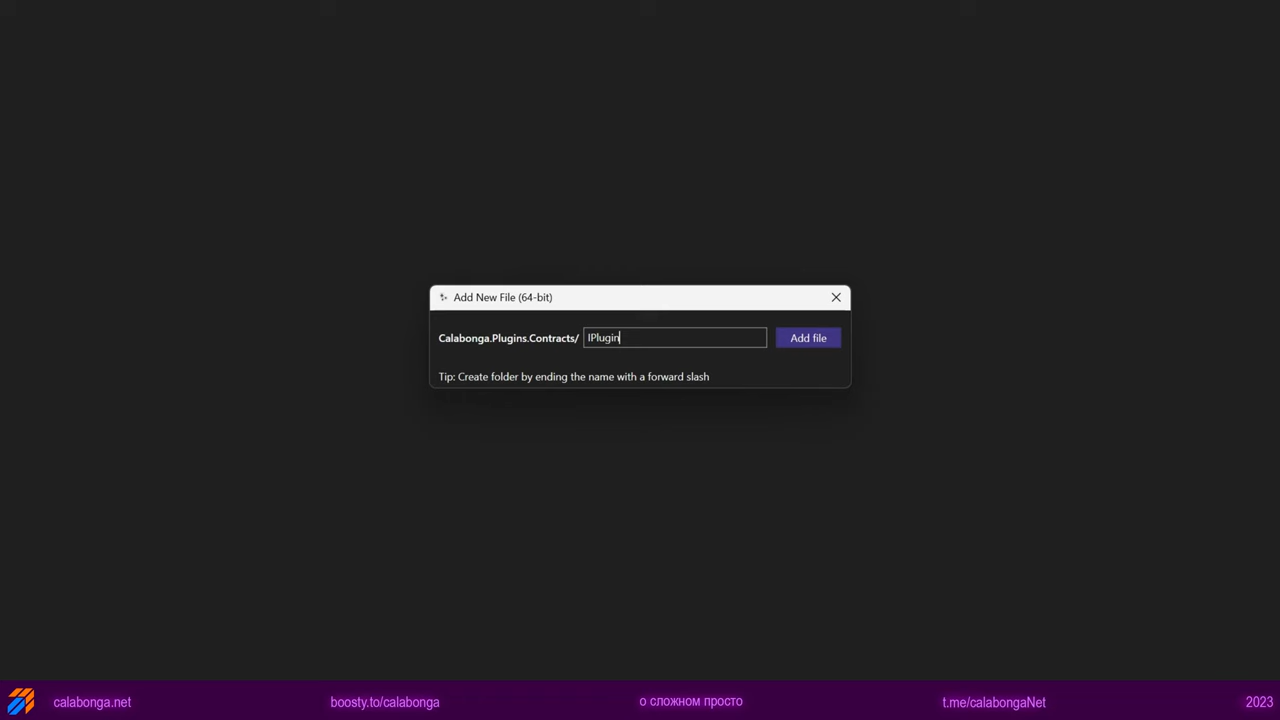 Add New File (64-bit)
Calabonga.Plugins.Contracts/ IPlugin Add file
Tip: Create folder by ending the name with a forward slash
calabonga.net boosty.to/calabonga о сложном просто t.me/calabongaNet 2023